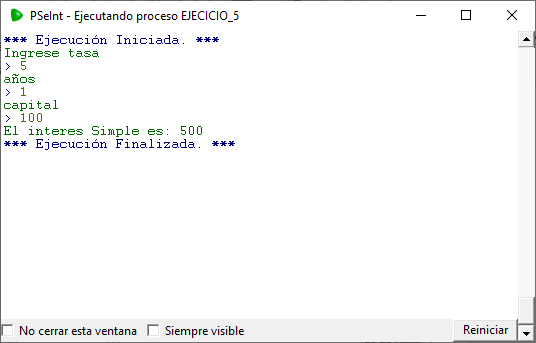 PSeInt - Ejecutando proceso EJECICIO_5
*** Ejecución Iniciada. ***
Ingrese tasa
> 5
años
> 1
capital
> 100
El interes Simple es: 500
*** Ejecución Finalizada. ***
No cerrar esta ventana Siempre visible Reiniciar